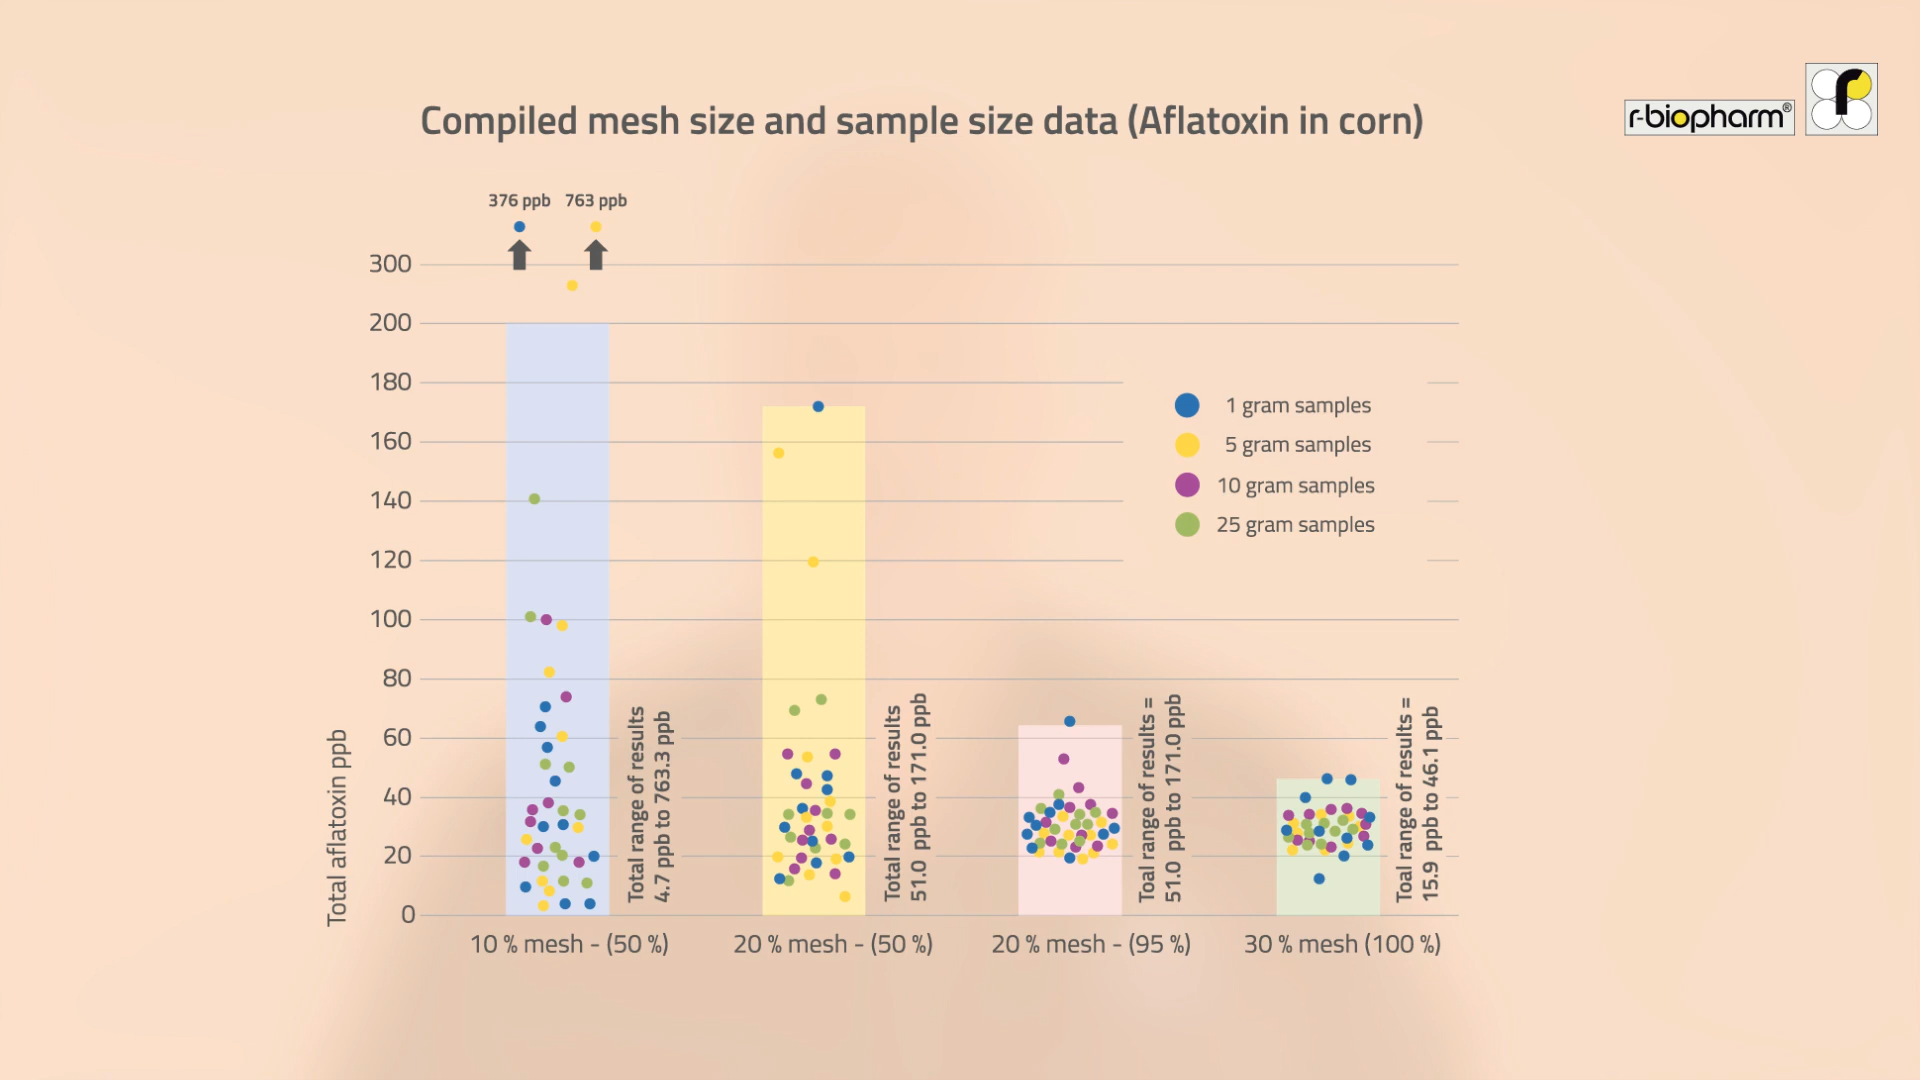 Compiled mesh size and sample size data (Aflatoxin in corn)
r-biopharm®
r
376 ppb
763 ppb
300
200
180
160
140
120
100
80
60
40
20
0
Total aflatoxin ppb
1 gram samples
5 gram samples
10 gram samples
25 gram samples
Total range of results
4.7 ppb to 763.3 ppb
Total range of results
51.0 ppb to 171.0 ppb
Toal range of results =
51.0 ppb to 171.0 ppb
Toal range of results =
15.9 ppb to 46.1 ppb
10 % mesh - (50 %)
20 % mesh - (50 %)
20 % mesh - (95 %)
30 % mesh (100 %)